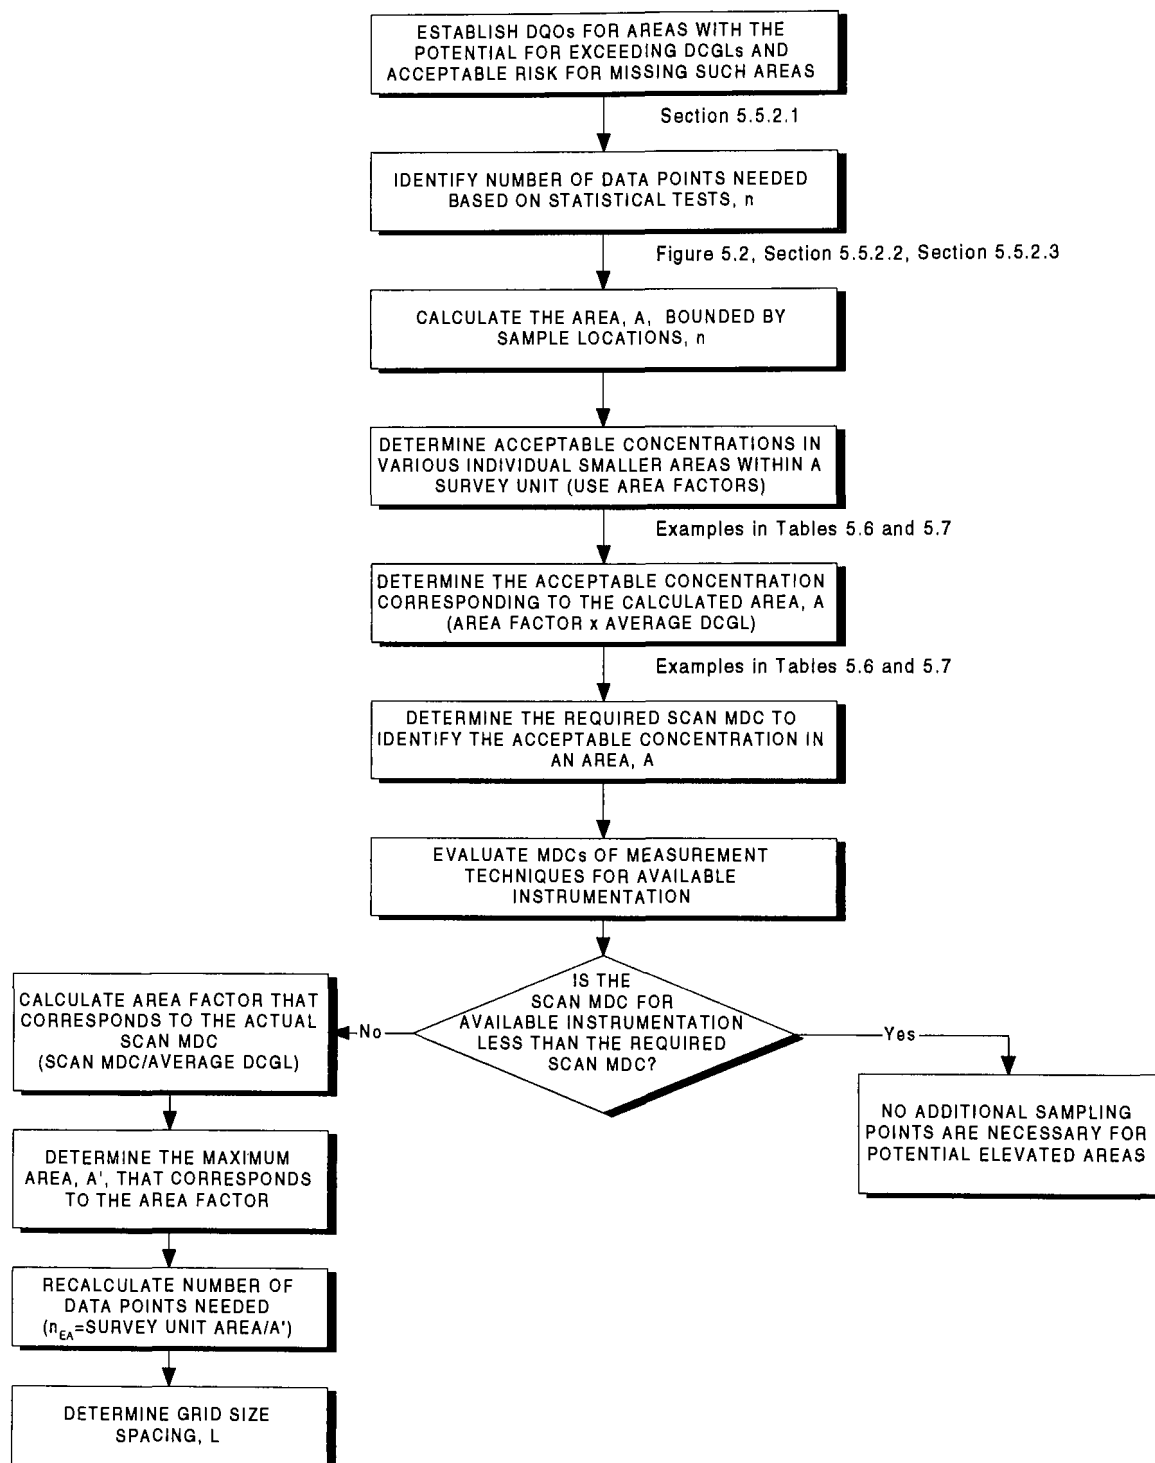 ESTABLISH DQOs FOR AREAS WITH THE
POTENTIAL FOR EXCEEDING DCGLs AND
ACCEPTABLE RISK FOR MISSING SUCH AREAS
Section 5.5.2.1
IDENTIFY NUMBER OF DATA POINTS NEEDED
BASED ON STATISTICAL TESTS, n
Figure 5.2, Section 5.5.2.2, Section 5.5.2.3
CALCULATE THE AREA, A, BOUNDED BY
SAMPLE LOCATIONS, n
DETERMINE ACCEPTABLE CONCENTRATIONS IN
VARIOUS INDIVIDUAL SMALLER AREAS WITHIN A
SURVEY UNIT (USE AREA FACTORS)
Examples in Tables 5.6 and 5.7
DETERMINE THE ACCEPTABLE CONCENTRATION
CORRESPONDING TO THE CALCULATED AREA, A
(AREA FACTOR x AVERAGE DCGL)
Examples in Tables 5.6 and 5.7
DETERMINE THE REQUIRED SCAN MDC TO
IDENTIFY THE ACCEPTABLE CONCENTRATION IN
AN AREA, A
EVALUATE MDCs OF MEASUREMENT
TECHNIQUES FOR AVAILABLE
INSTRUMENTATION
IS THE
SCAN MDC FOR
AVAILABLE INSTRUMENTATION
LESS THAN THE REQUIRED
SCAN MDC?
No
Yes
CALCULATE AREA FACTOR THAT
CORRESPONDS TO THE ACTUAL
SCAN MDC
(SCAN MDC/AVERAGE DCGL)
NO ADDITIONAL SAMPLING
POINTS ARE NECESSARY FOR
POTENTIAL ELEVATED AREAS
DETERMINE THE MAXIMUM
AREA, A', THAT CORRESPONDS
TO THE AREA FACTOR
RECALCULATE NUMBER OF
DATA POINTS NEEDED
(nEA=SURVEY UNIT AREA/A')
DETERMINE GRID SIZE
SPACING, L